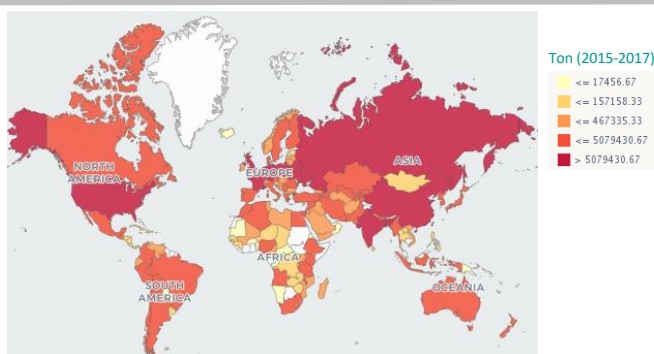 Ton (2015-2017)
<= 17456.67
<= 157158.33
<= 467335.33
<= 5079430.67
> 5079430.67
NORTH
AMERICA
EUROPE
ASIA
AFRICA
SOUTH
AMERICA
OCEANIA